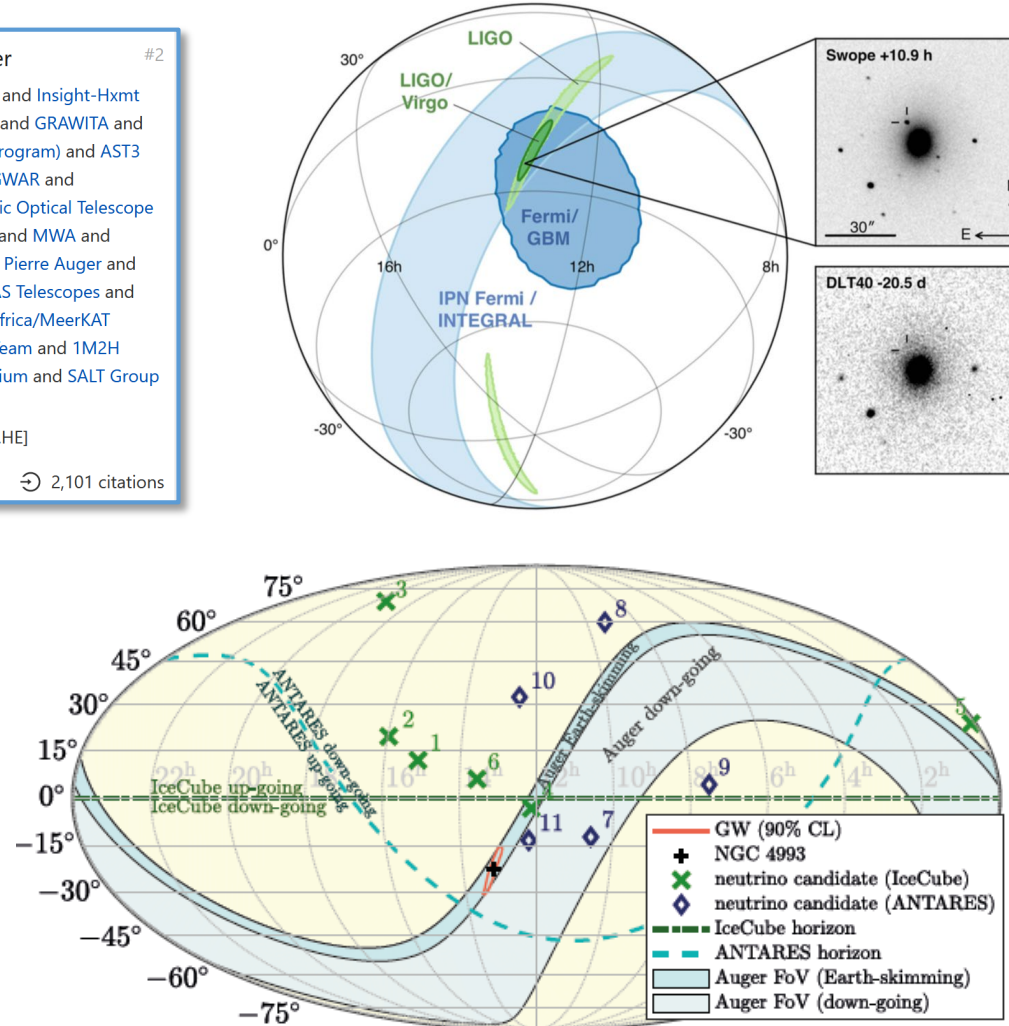 er
#2
and Insight-Hxmt
and GRAWITA and
rogram) and AST3
GWAR and
ic Optical Telescope
and MWA and
Pierre Auger and
AS Telescopes and
frica/MeerKAT
eam and 1M2H
ium and SALT Group
HE]
2,101 citations
LIGO
LIGO/
Virgo
30°
0°
16h
12h
8h
Fermi/
GBM
IPN Fermi /
INTEGRAL
-30°
-30°
Swope +10.9 h
30″
E
DLT40 -20.5 d
75°
60°
45°
30°
15°
0°
−15°
−30°
−45°
−60°
−75°
3
8
10
2
1
6
5
9
11
7
22h
20h
16h
10h
6h
4h
2h
ANTARES down-going
ANTARES up-going
Auger Earth-skimming
Auger down-going
IceCube up-going
IceCube down-going
GW (90% CL)
NGC 4993
neutrino candidate (IceCube)
neutrino candidate (ANTARES)
IceCube horizon
ANTARES horizon
Auger FoV (Earth-skimming)
Auger FoV (down-going)